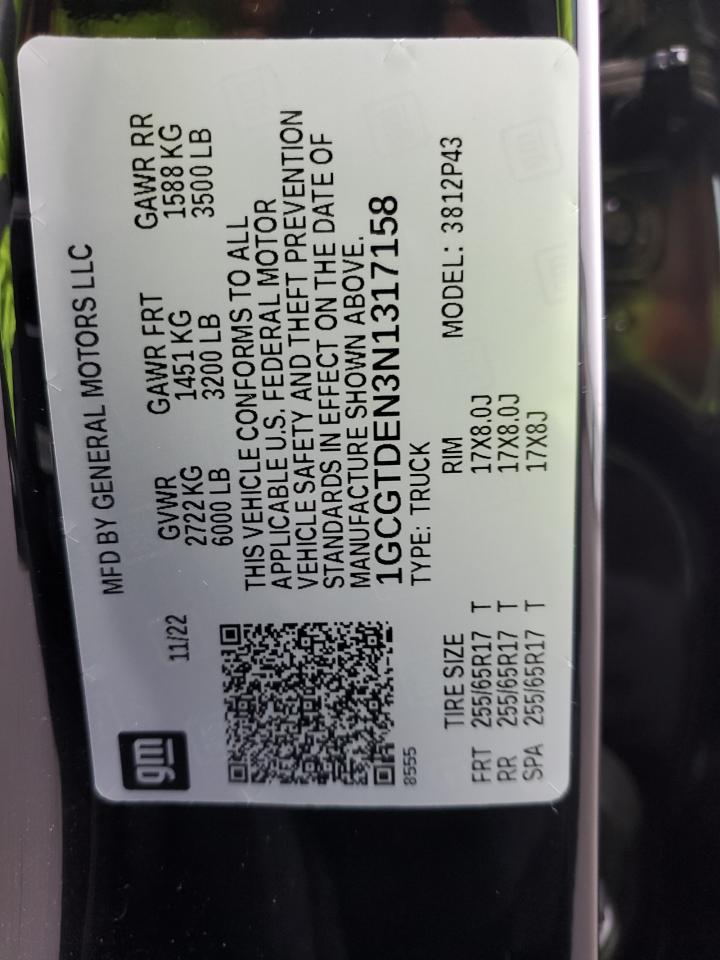 gm
11/22
MFD BY GENERAL MOTORS LLC
GVWR GAWR FRT GAWR RR
2722 KG 1451 KG 1588 KG
6000 LB 3200 LB 3500 LB
THIS VEHICLE CONFORMS TO ALL
APPLICABLE U.S. FEDERAL MOTOR
VEHICLE SAFETY AND THEFT PREVENTION
STANDARDS IN EFFECT ON THE DATE OF
MANUFACTURE SHOWN ABOVE.
1GCGTDEN3N1317158
8555
TYPE: TRUCK
TIRE SIZE RIM MODEL: 3812P43
FRT 255/65R17 T 17X8.0J
RR 255/65R17 T 17X8.0J
SPA 255/65R17 T 17X8J